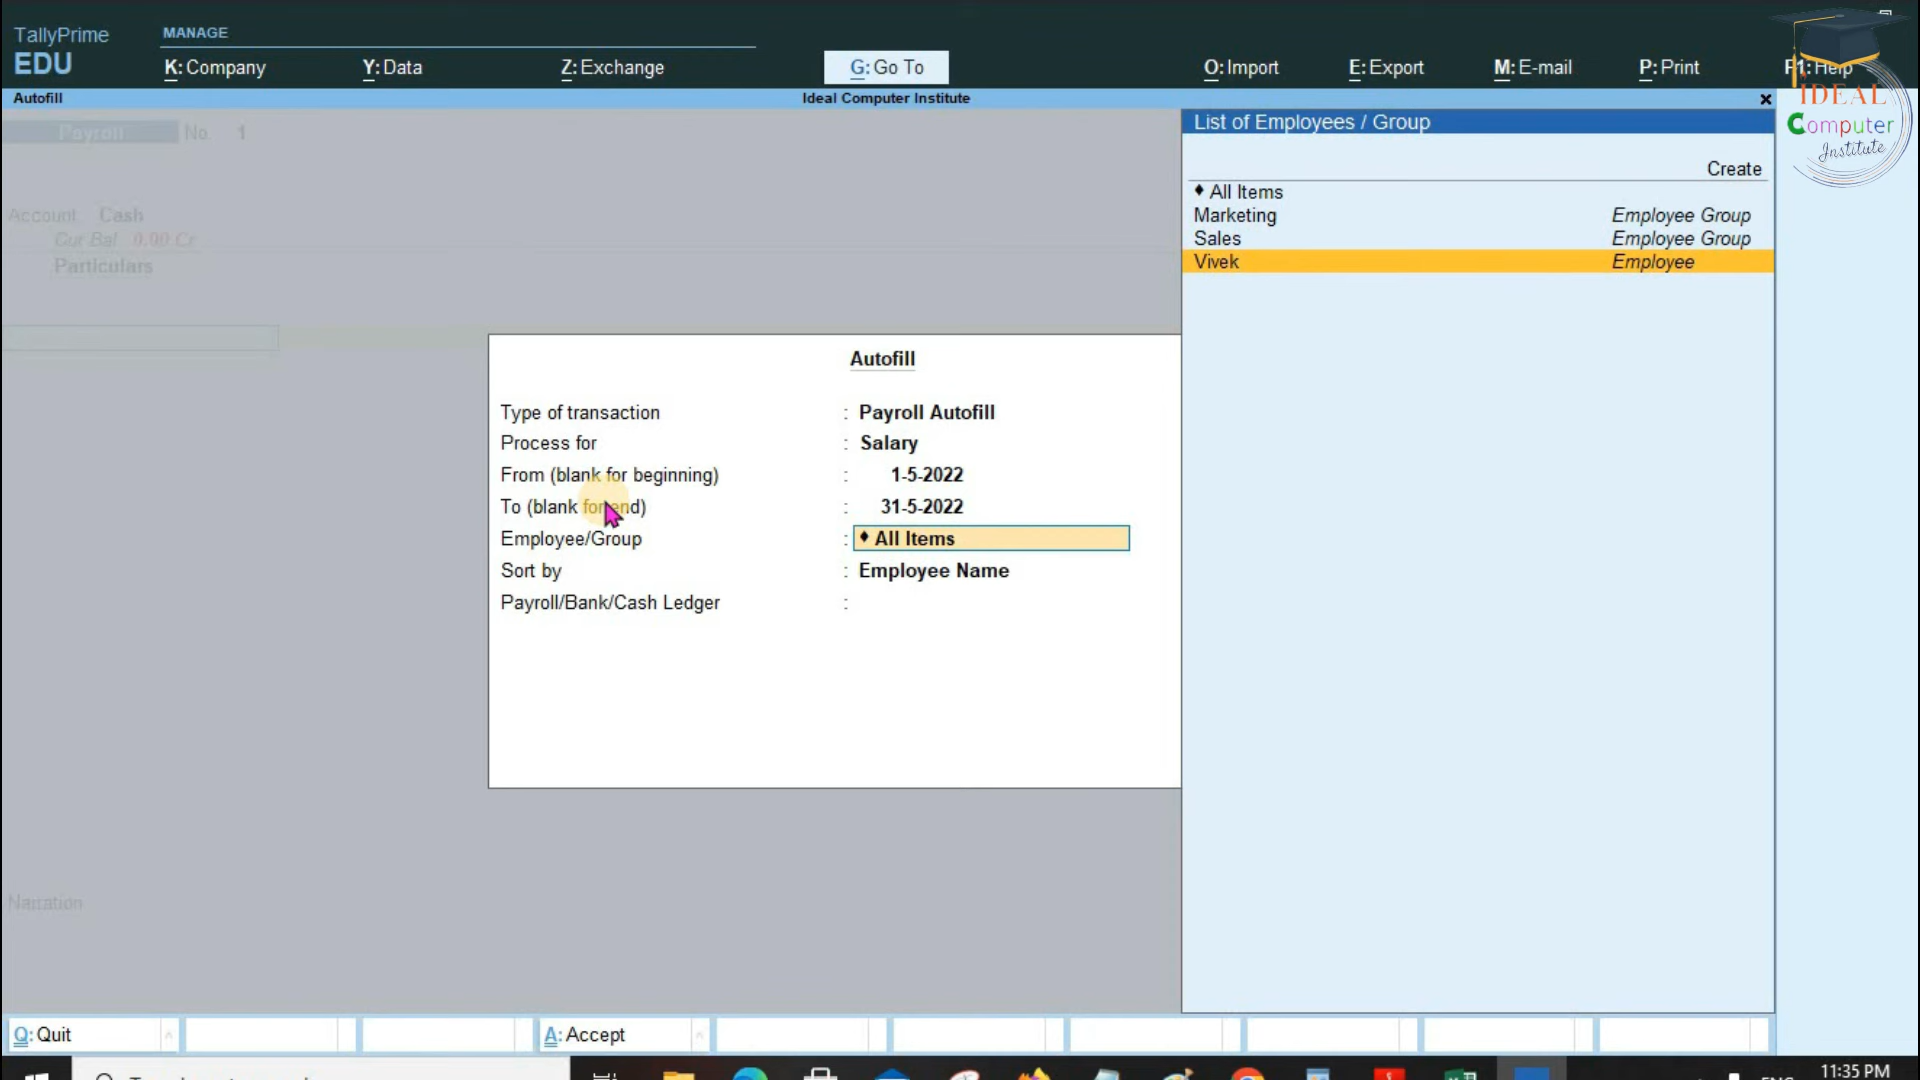 TallyPrime
EDU
MANAGE
K: Company
Y: Data
Z: Exchange
G: Go To
O: Import
E: Export
M: E-mail
P: Print
F1: Help
Autofill
Ideal Computer Institute
IDEAL
Computer
Institute
Payroll No. 1
Account Cash
Cur Bal 0.00 Cr
Particulars
Narration
Autofill
Type of transaction : Payroll Autofill
Process for : Salary
From (blank for beginning) : 1-5-2022
To (blank for end) : 31-5-2022
Employee/Group : ♦ All Items
Sort by : Employee Name
Payroll/Bank/Cash Ledger :
List of Employees / Group
Create
♦ All Items
Marketing Employee Group
Sales Employee Group
Vivek Employee
Q: Quit
A: Accept
11:35 PM